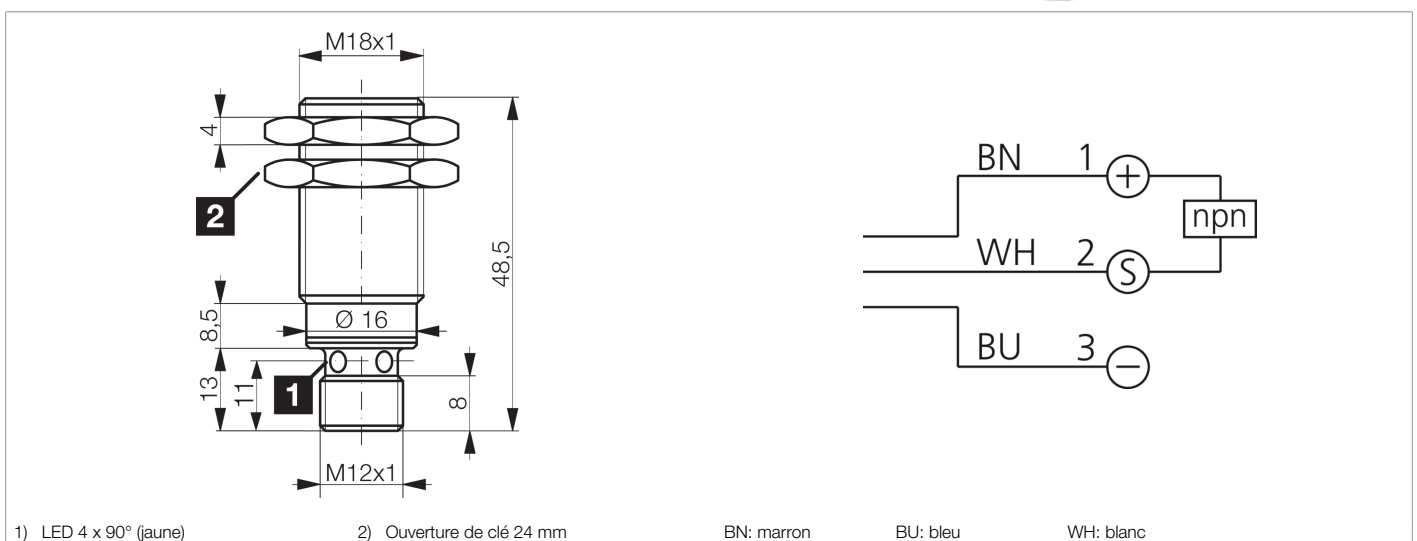 M18x1
4
2
48,5
8,5
Ø 16
13
11
1
8
M12x1
BN 1 +
npn
WH 2 S
BU 3 −
1) LED 4 x 90° (jaune)
2) Ouverture de clé 24 mm
BN: marron
BU: bleu
WH: blanc